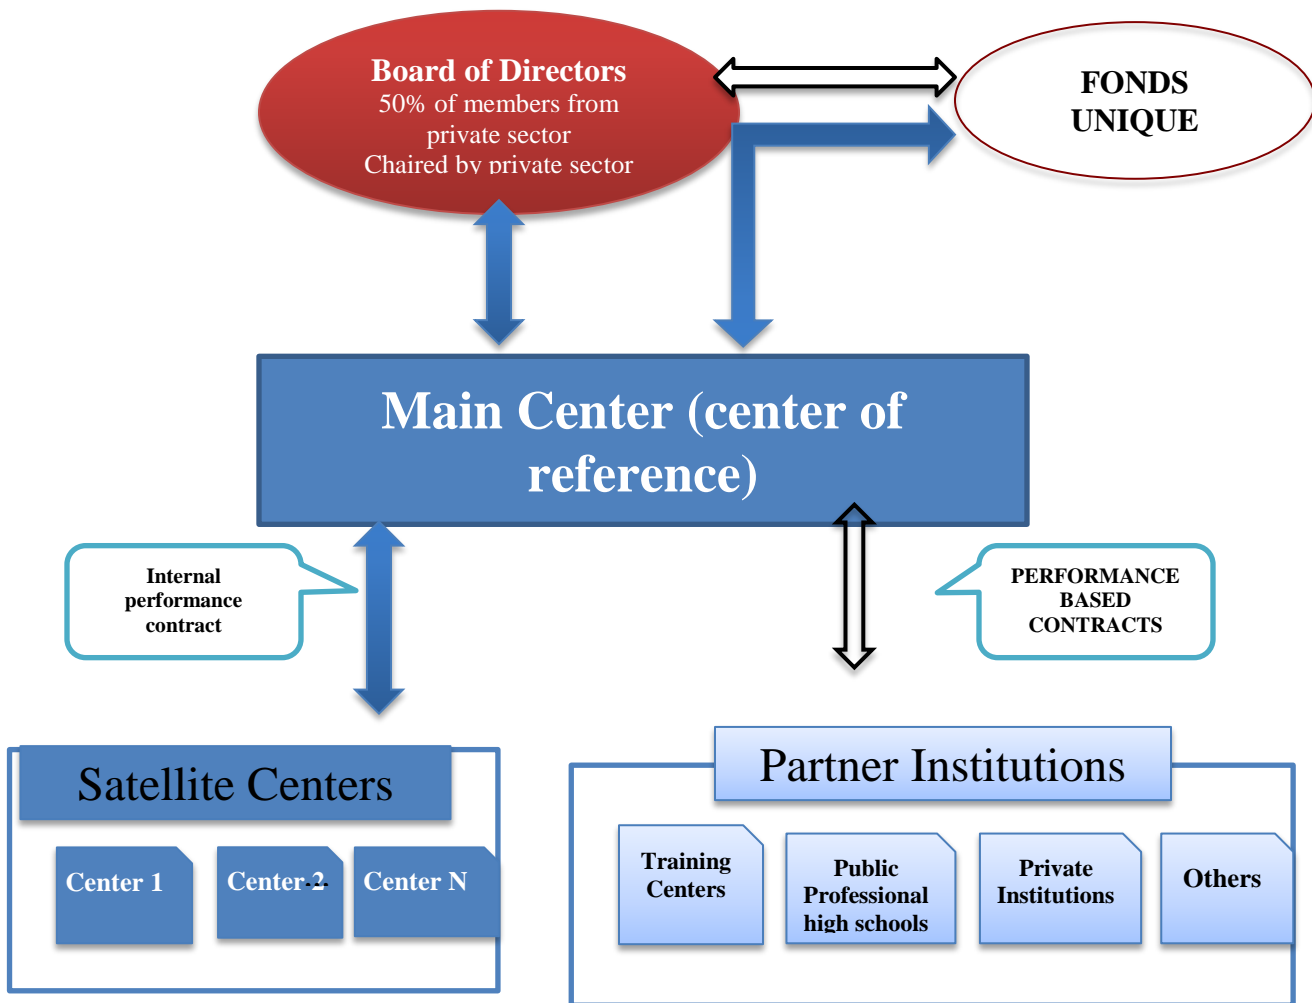 Board of Directors
50% of members from
private sector
Chaired by private sector
FONDS
UNIQUE
Main Center (center of
reference)
Internal
performance
contract
PERFORMANCE
BASED
CONTRACTS
Satellite Centers
Center 1
Center 2
...
Center N
Partner Institutions
Training
Centers
Public
Professional
high schools
Private
Institutions
Others